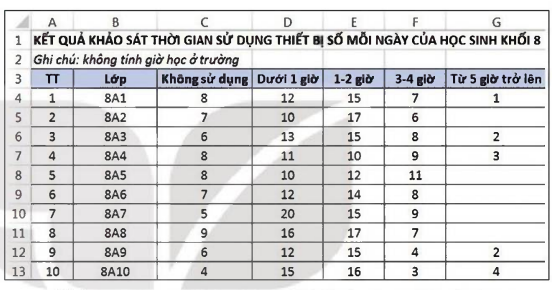 A B C D E F G
1 KẾT QUẢ KHẢO SÁT THỜI GIAN SỬ DỤNG THIẾT BỊ SỐ MỖI NGÀY CỦA HỌC SINH KHỐI 8
2 Ghi chú: không tính giờ học ở trường
3 TT Lớp Không sử dụng Dưới 1 giờ 1-2 giờ 3-4 giờ Từ 5 giờ trở lên
4 1 8A1 8 12 15 7 1
5 2 8A2 7 10 17 6
6 3 8A3 6 13 15 8 2
7 4 8A4 8 11 10 9 3
8 5 8A5 8 10 12 11
9 6 8A6 7 12 14 8
10 7 8A7 5 20 15 9
11 8 8A8 9 16 17 7
12 9 8A9 6 12 15 4 2
13 10 8A10 4 15 16 3 4